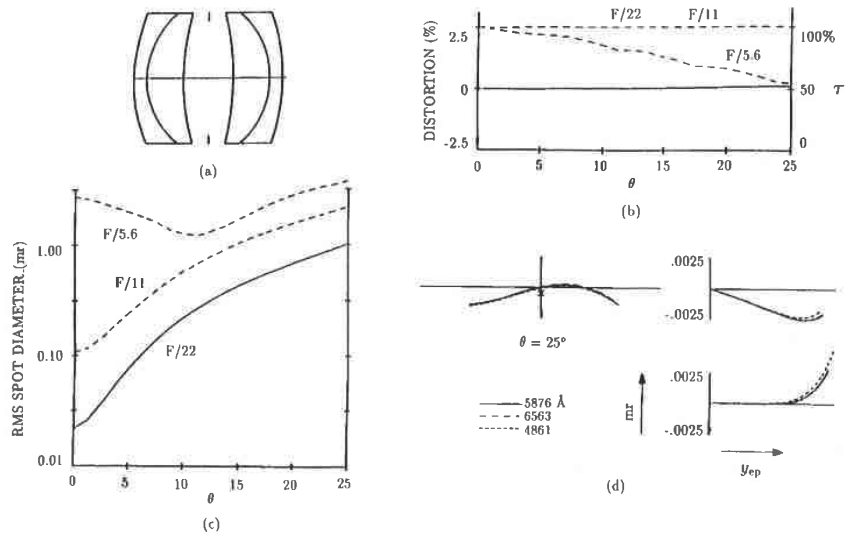 (a)
F/22
F/11
F/5.6
2.5
0
-2.5
DISTORTION (%)
100%
50
τ
0
0
5
10
15
20
25
θ
(b)
RMS SPOT DIAMETER.(mr)
1.00
0.10
0.01
F/5.6
F/11
F/22
0
5
10
15
20
25
θ
(c)
θ = 25°
.0025
-.0025
.0025
-.0025
5876 Å
6563
4861
mr
yep
(d)